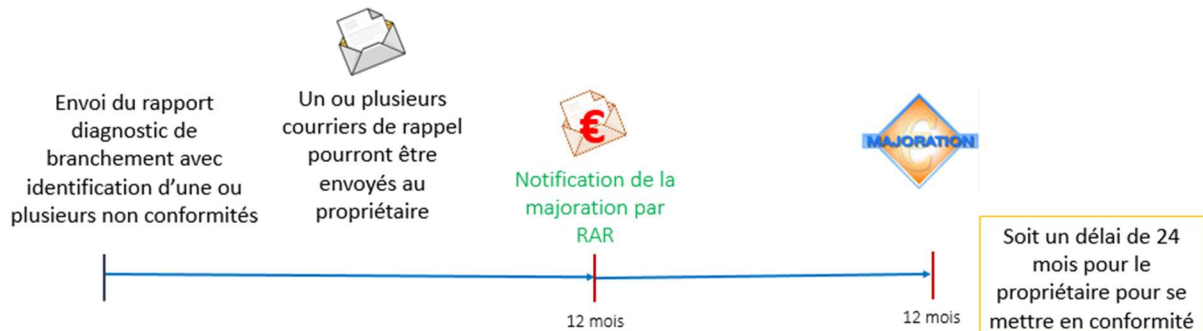 Envoi du rapport
diagnostic de
branchement avec
identification d’une ou
plusieurs non conformités
Un ou plusieurs
courriers de rappel
pourront être
envoyés au
propriétaire
€
Notification de la
majoration par
RAR
€
MAJORATION
12 mois
12 mois
Soit un délai de 24
mois pour le
propriétaire pour se
mettre en conformité